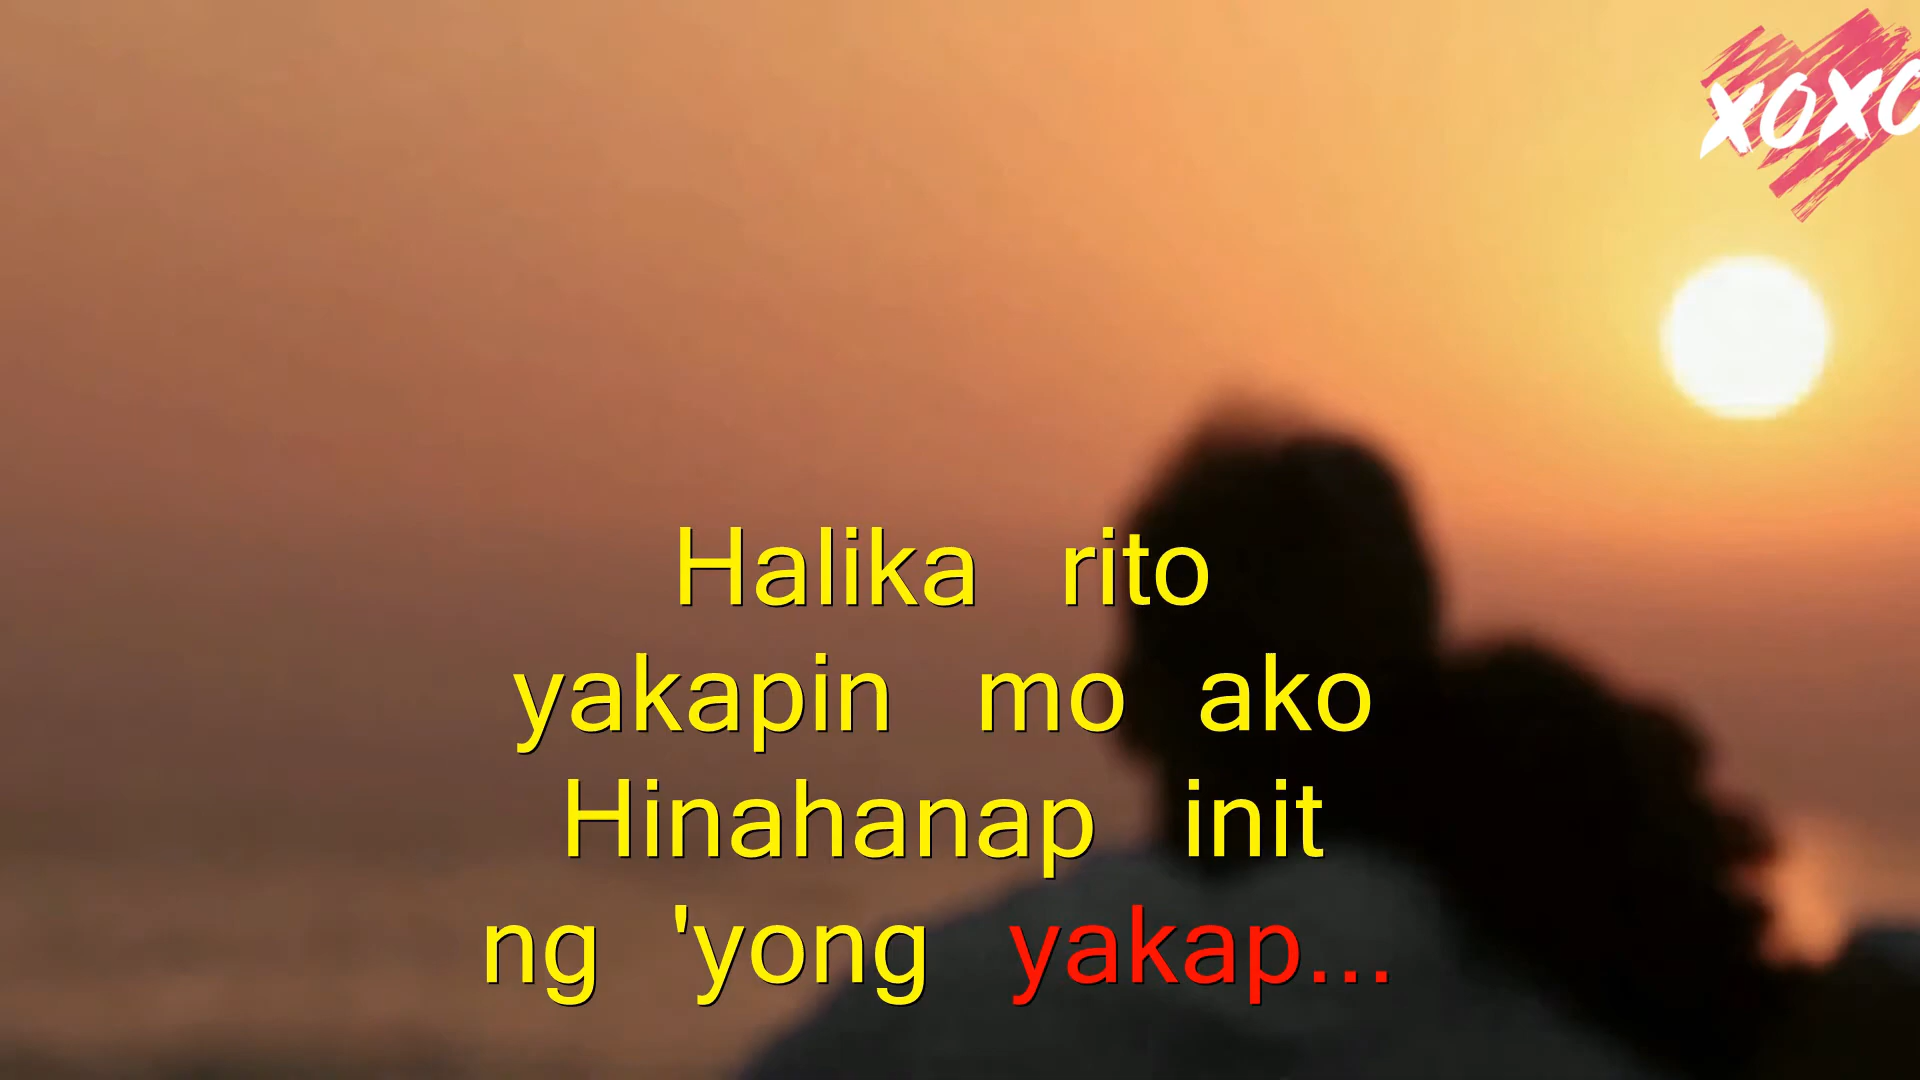 XOXO
Halika rito
yakapin mo ako
Hinahanap init
ng 'yong yakap...